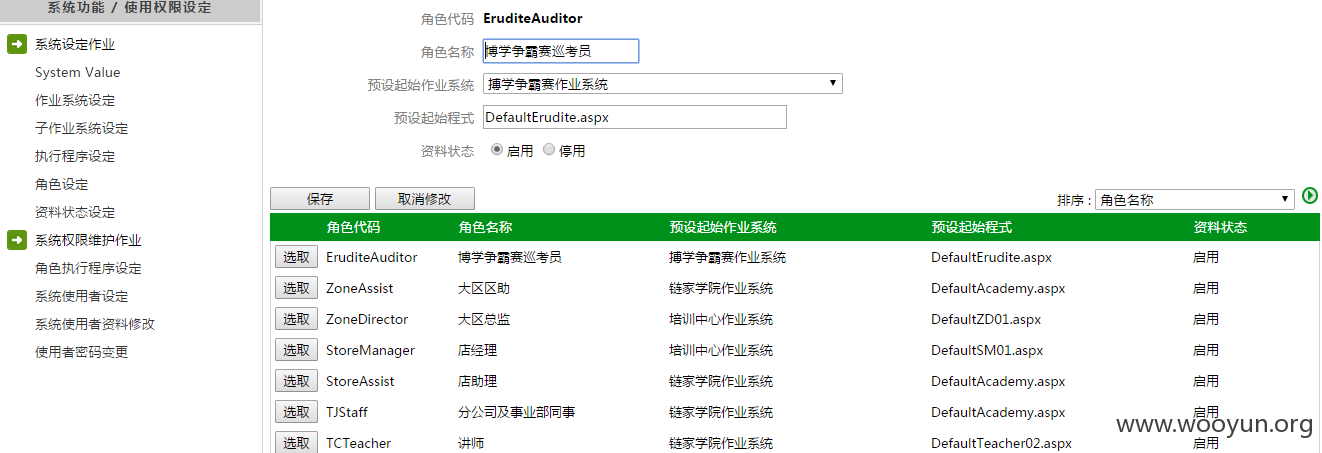 系统功能 / 使用权限设定
系统设定作业
System Value
作业系统设定
子作业系统设定
执行程序设定
角色设定
资料状态设定
系统权限维护作业
角色执行程序设定
系统使用者设定
系统使用者资料修改
使用者密码变更
角色代码 EruditeAuditor
角色名称 博学争霸赛巡考员
预设起始作业系统 搏学争霸赛作业系统
预设起始程式 DefaultErudite.aspx
资料状态 启用 停用
保存 取消修改 排序 : 角色名称
角色代码 角色名称 预设起始作业系统 预设起始程式 资料状态
选取 EruditeAuditor 博学争霸赛巡考员 搏学争霸赛作业系统 DefaultErudite.aspx 启用
选取 ZoneAssist 大区区助 链家学院作业系统 DefaultAcademy.aspx 启用
选取 ZoneDirector 大区总监 培训中心作业系统 DefaultZD01.aspx 启用
选取 StoreManager 店经理 培训中心作业系统 DefaultSM01.aspx 启用
选取 StoreAssist 店助理 链家学院作业系统 DefaultAcademy.aspx 启用
选取 TJStaff 分公司及事业部同事 链家学院作业系统 DefaultAcademy.aspx 启用
选取 TCTeacher 讲师 链家学院作业系统 DefaultTeacher02.aspx 启用
www.wooyun.org